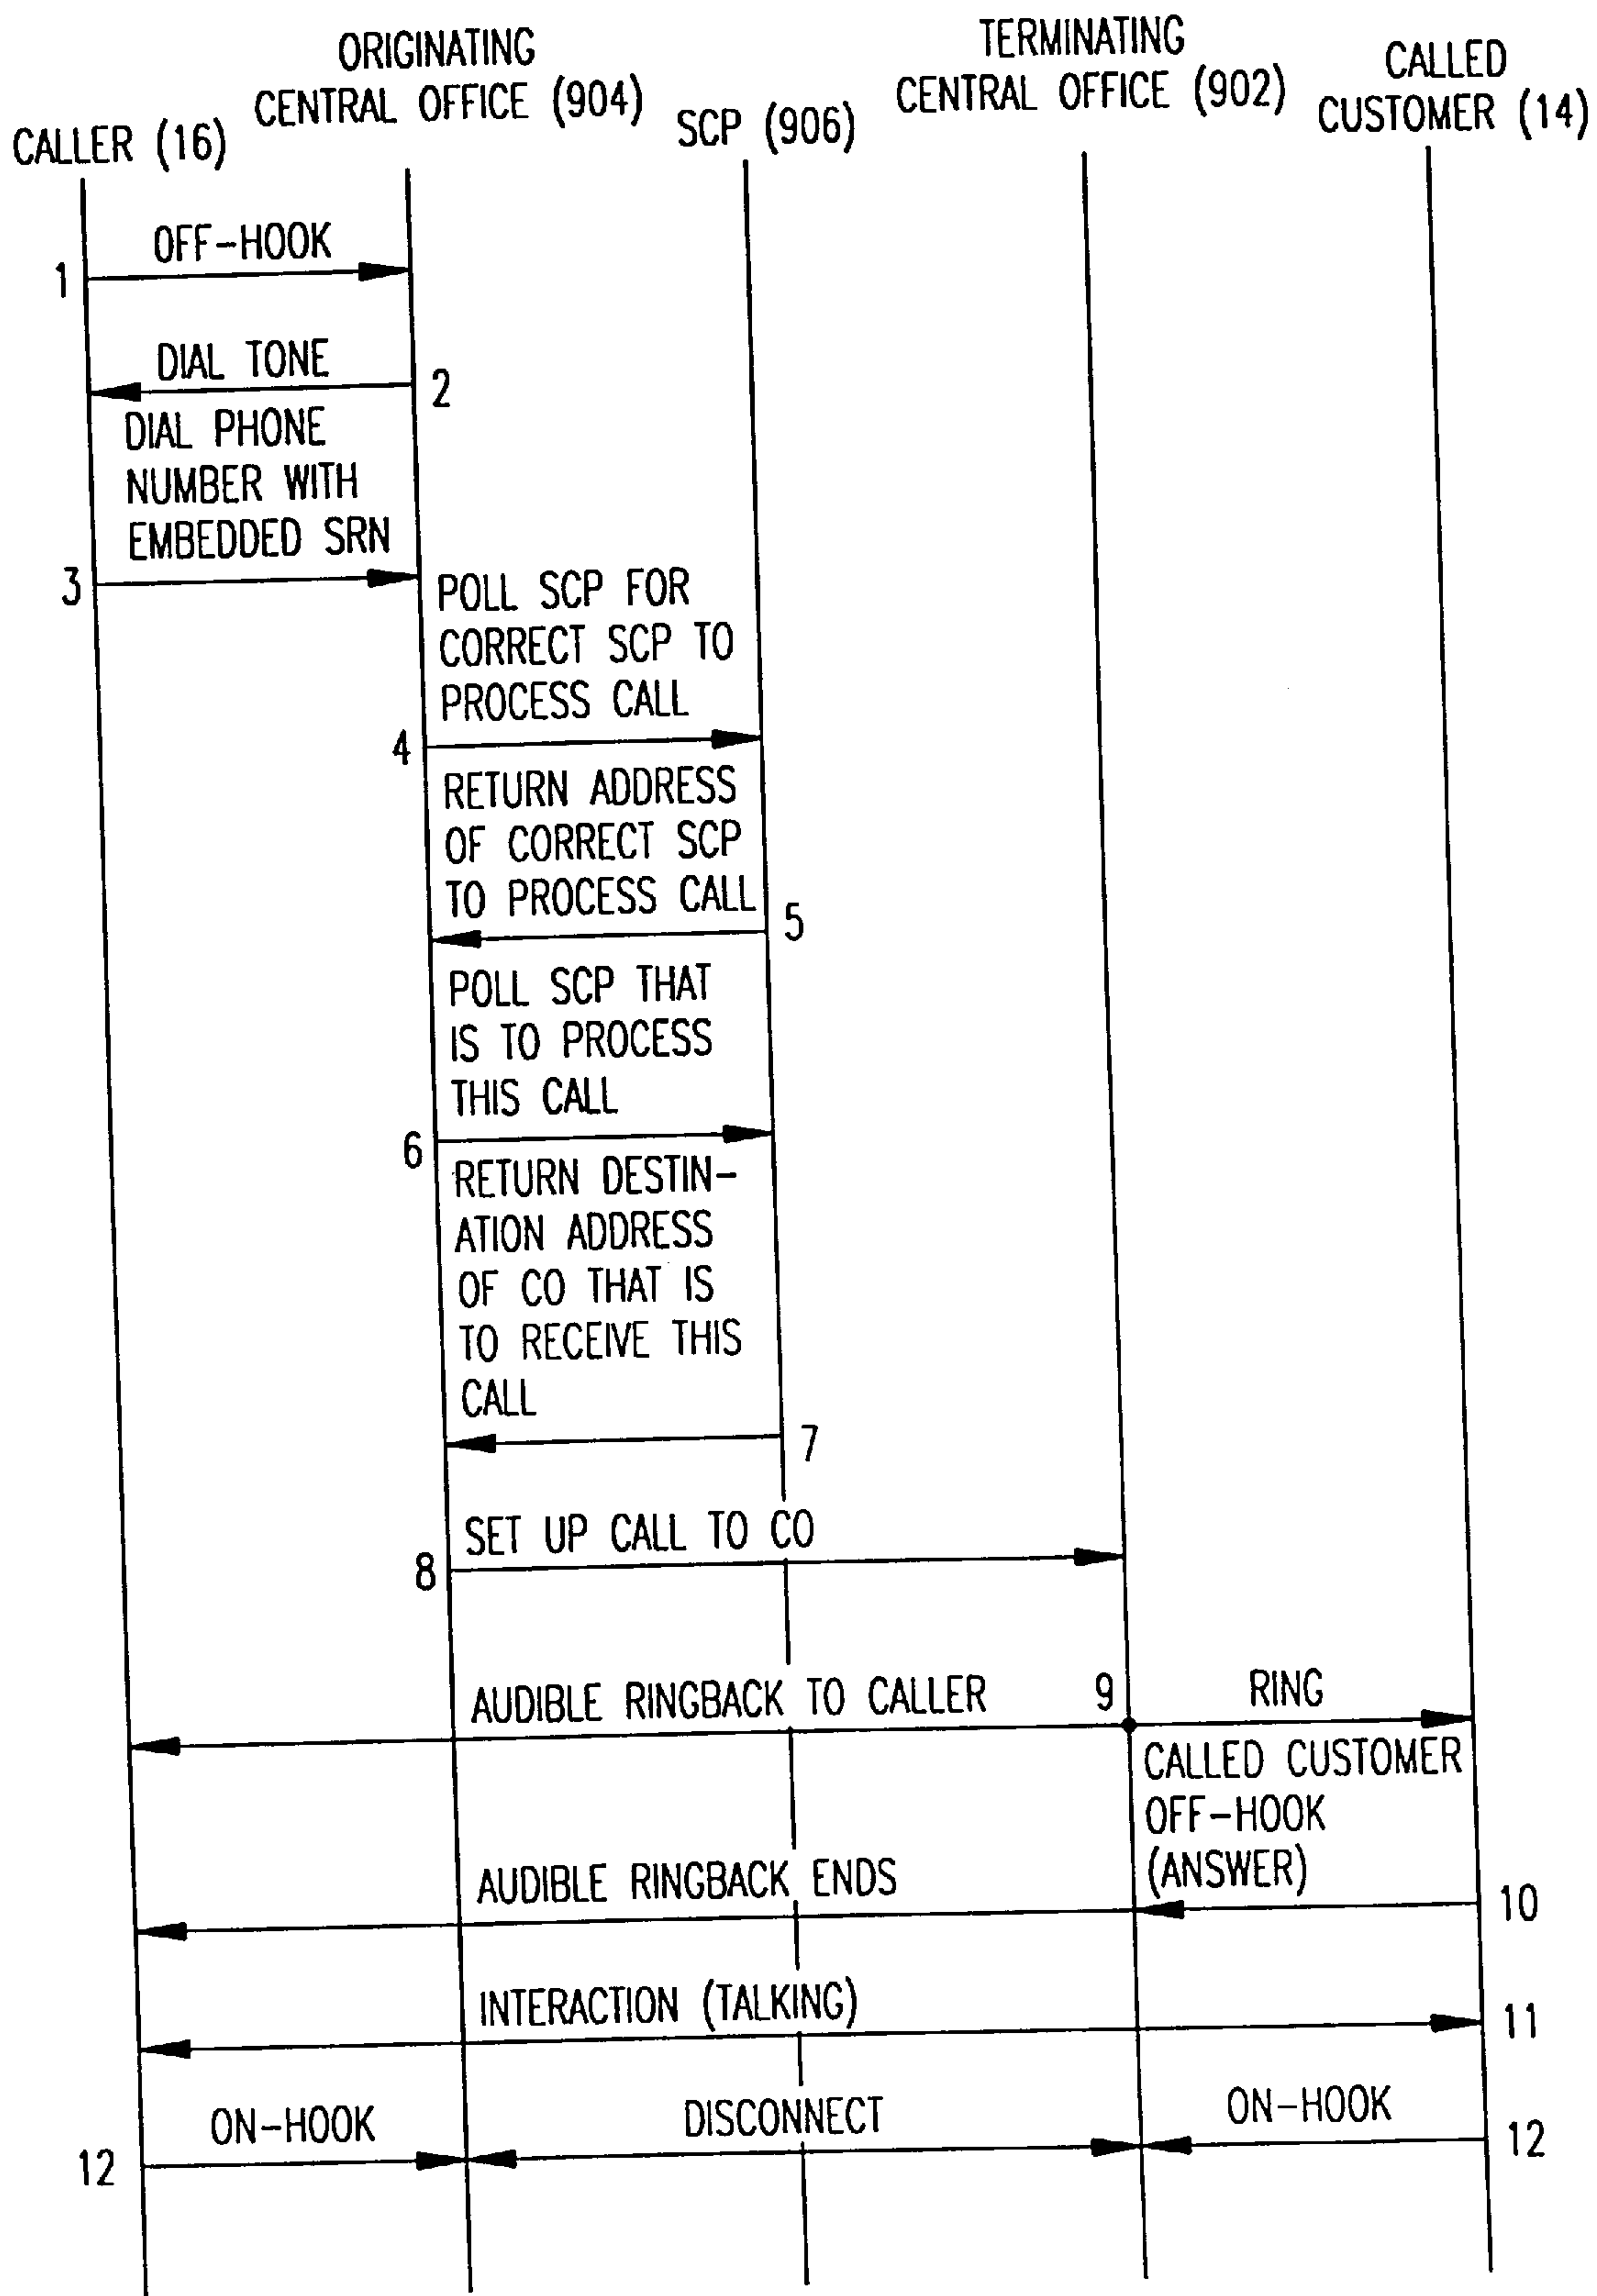 ORIGINATING
CENTRAL OFFICE (904)
TERMINATING
CENTRAL OFFICE (902)
CALLED
CUSTOMER (14)
CALLER (16)
SCP (906)
OFF-HOOK
1
DIAL TONE
2
DIAL PHONE
NUMBER WITH
EMBEDDED SRN
3
POLL SCP FOR
CORRECT SCP TO
PROCESS CALL
4
RETURN ADDRESS
OF CORRECT SCP
TO PROCESS CALL
5
POLL SCP THAT
IS TO PROCESS
THIS CALL
6
RETURN DESTIN-
ATION ADDRESS
OF CO THAT IS
TO RECEIVE THIS
CALL
7
SET UP CALL TO CO
8
AUDIBLE RINGBACK TO CALLER
9
RING
CALLED CUSTOMER
OFF-HOOK
(ANSWER)
AUDIBLE RINGBACK ENDS
10
INTERACTION (TALKING)
11
ON-HOOK
DISCONNECT
ON-HOOK
12
12